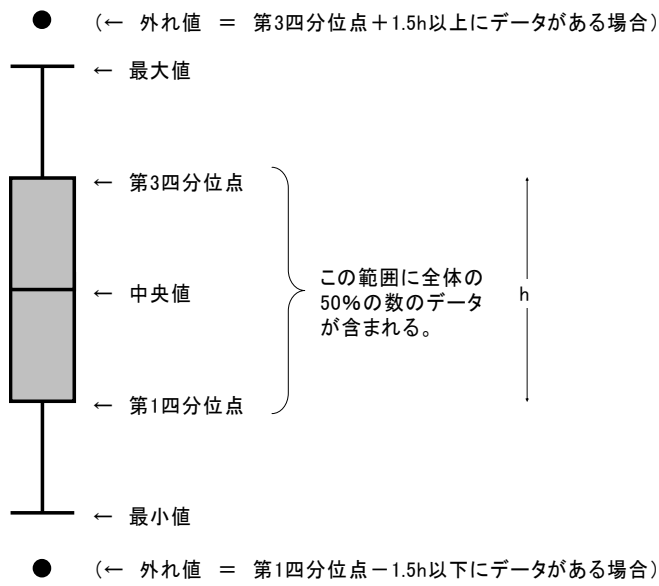 （← 外れ値 ＝ 第3四分位点＋1.5h以上にデータがある場合）
← 最大値
← 第3四分位点
← 中央値
この範囲に全体の
50％の数のデータ
が含まれる。
h
← 第1四分位点
← 最小値
（← 外れ値 ＝ 第1四分位点－1.5h以下にデータがある場合）